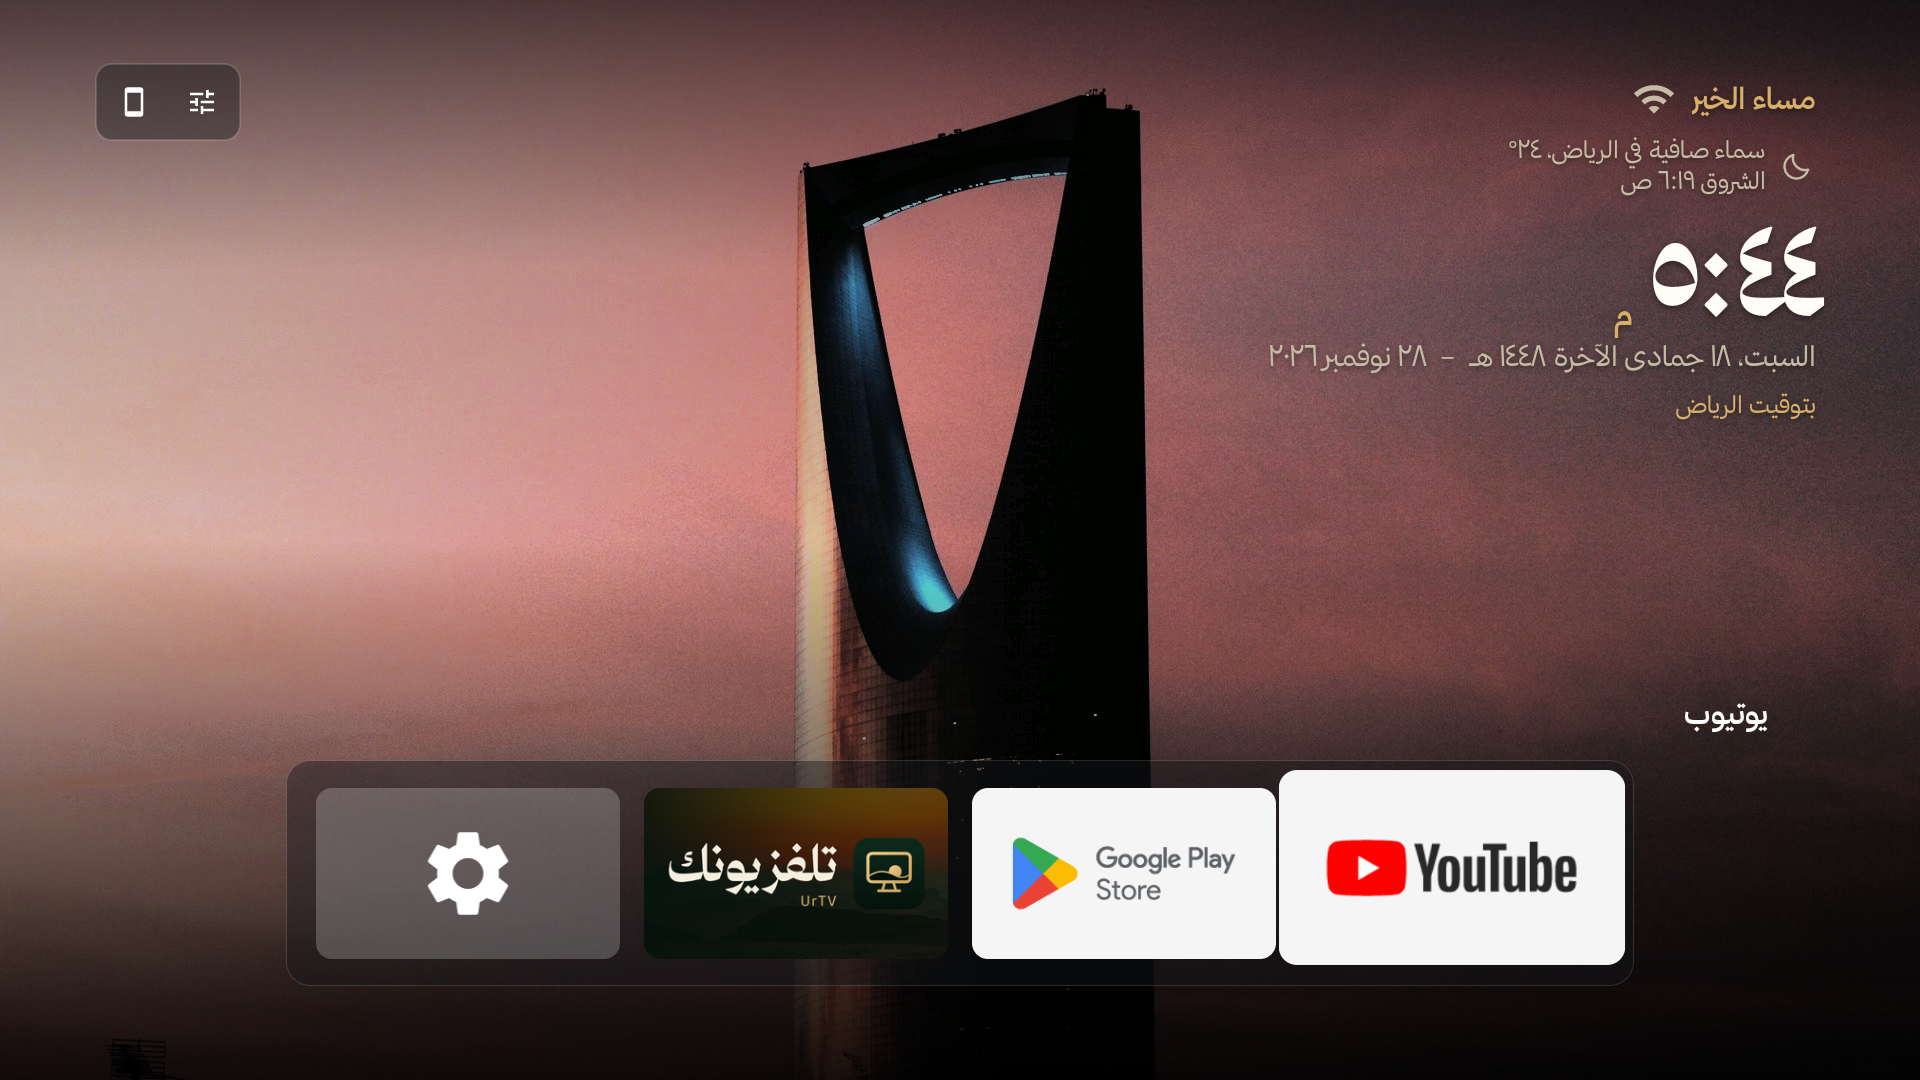 مساء الخير
سماء صافية في الرياض، ٢٤°
الشروق ٦:١٩ ص
٥:٤٤ م
السبت، ١٨ جمادى الآخرة ١٤٤٨ هـ – ٢٨ نوفمبر ٢٠٢٦
بتوقيت الرياض
يوتيوب
YouTube
Google Play
Store
تلفزيونك
UrTV